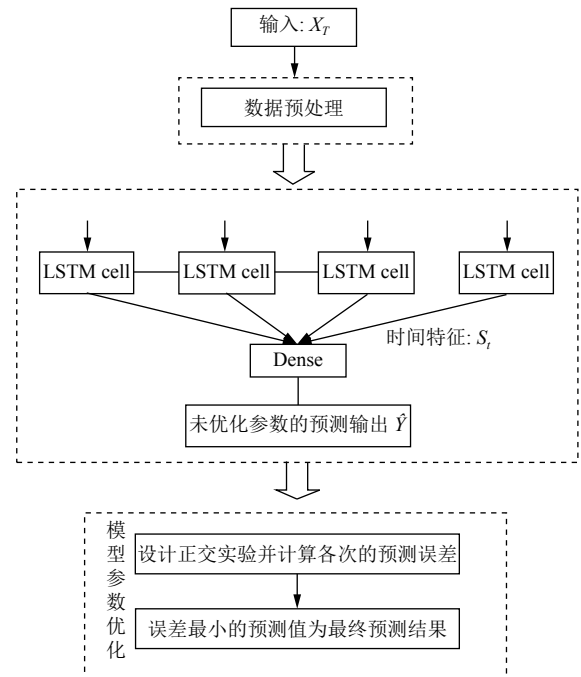 输入: X_T
数据预处理
LSTM cell LSTM cell LSTM cell LSTM cell
时间特征: S_t
Dense
未优化参数的预测输出 Ŷ
模型参数优化
设计正交实验并计算各次的预测误差
误差最小的预测值为最终预测结果